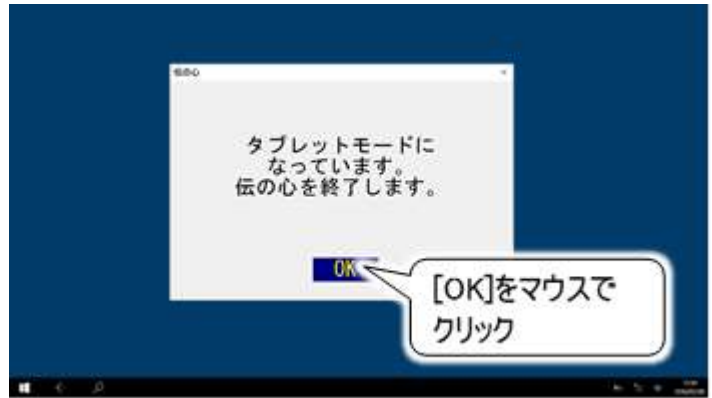 伝の心
タブレットモードに
なっています。
伝の心を終了します。
OK
[OK]をマウスで
クリック